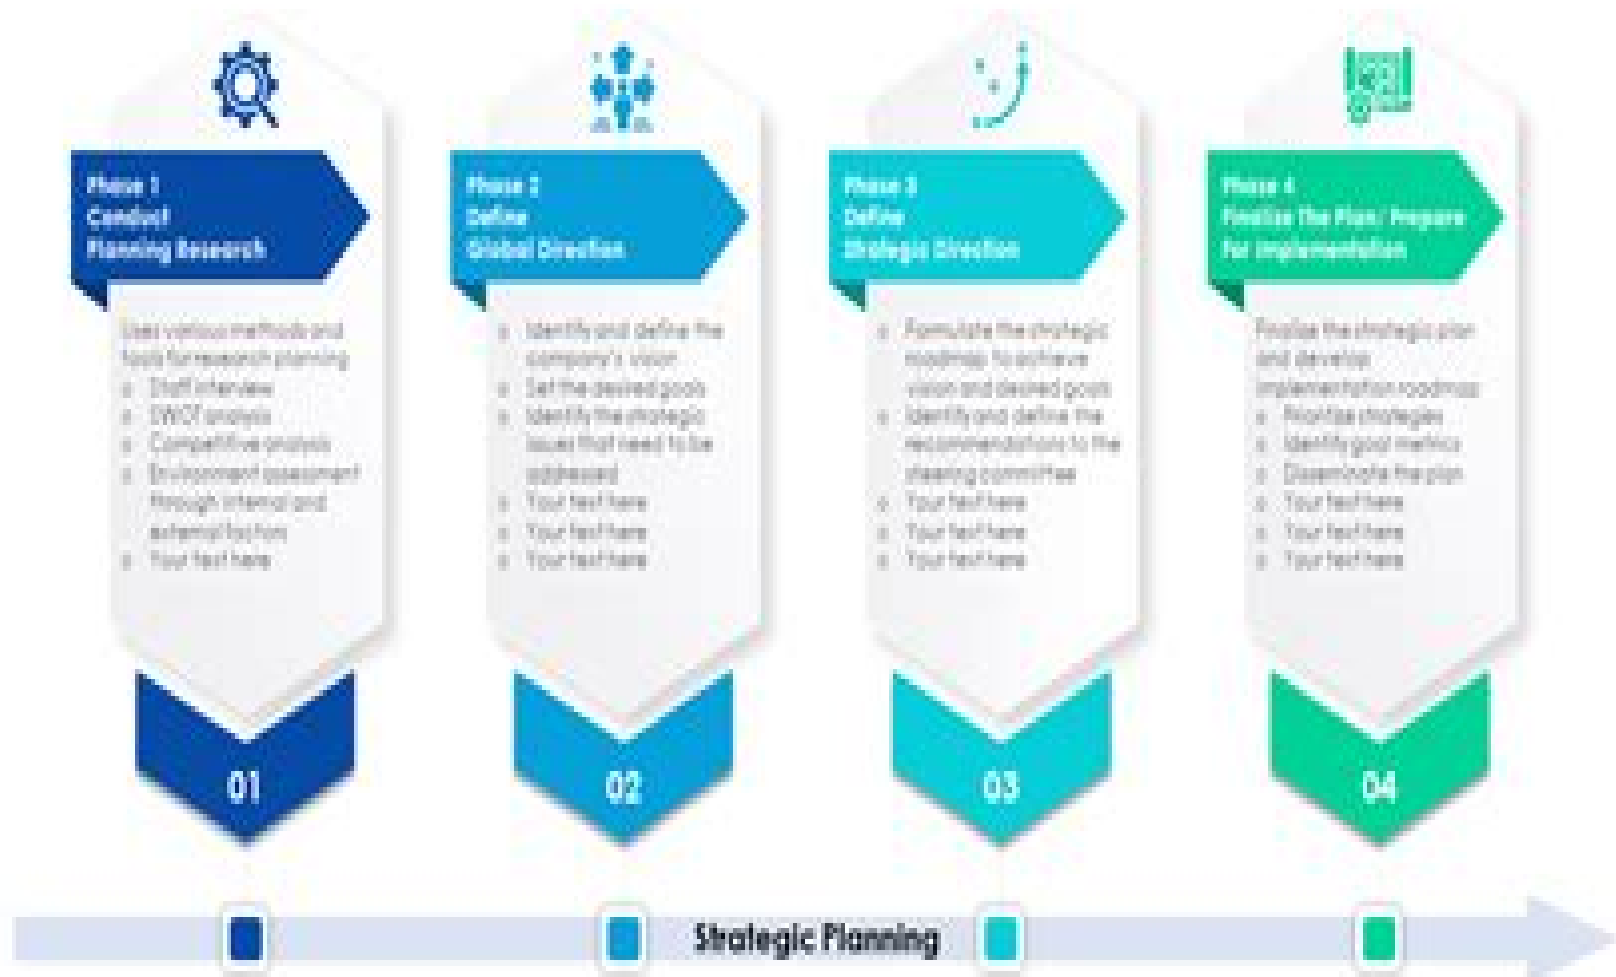 Phase 1
Conduct
Planning Research
Uses various methods and
tools for research planning
o Staff interview
o SWOT analysis
o Competitive analysis
o Environment assessment
through internal and
external factors
o Your text here
01
Phase 2
Define
Global Direction
o Identify and define the
company's vision
o Set the desired goals
o Identify the strategic
issues that need to be
addressed
o Your text here
o Your text here
o Your text here
02
Phase 3
Define
Strategic Direction
o Formulate the strategic
roadmap to achieve
vision and desired goals
o Identify and define the
recommendations to the
steering committee
o Your text here
o Your text here
o Your text here
03
Phase 4
Finalize The Plan/ Prepare
for Implementation
Finalize the strategic plan
and develop
implementation roadmap
o Prioritize strategies
o Identify goal metrics
o Disseminate the plan
o Your text here
o Your text here
o Your text here
04
Strategic Planning